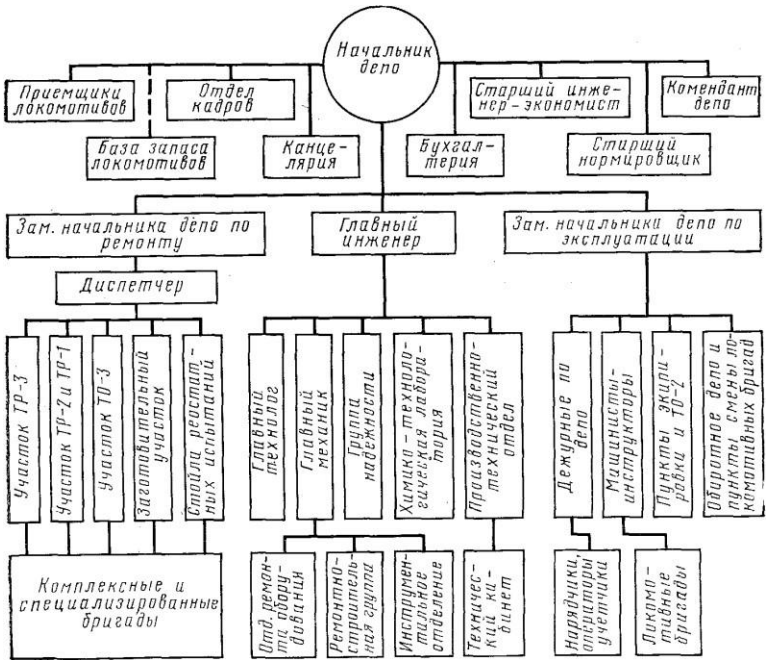 Начальник
депо
Приемщики
локомотивов
Отдел
кадров
Старший инже-
нер-экономист
Комендант
депо
База запаса
локомотивов
Канце-
лярия
Бухгал-
терия
Старший
нормировщик
Зам. начальника депо по
ремонту
Главный
инженер
Зам. начальника депо по
эксплуатации
Диспетчер
Участок ТР-3
Участок ТР-2 и ТР-1
Участок ТО-3
Заготовительный
участок
Стойла реостат-
ных испытаний
Главный
технолог
Главный
механик
Группа
надежности
Химико-техноло-
гическая лабора-
тория
Производственно-
технический
отдел
Дежурные по
депо
Машинисты-
инструкторы
Пункты экипи-
ровки и ТО-2
Оборотное депо и
пункты смены ло-
комотивных бригад
Комплексные и
специализированные
бригады
Отд. ремон-
та обору-
дования
Ремонтно-
строитель-
ная группа
Инструмен-
тальное
отделение
Техничес-
кий ка-
бинет
Нарядчики,
операторы,
учетчики
Локомо-
тивные
бригады